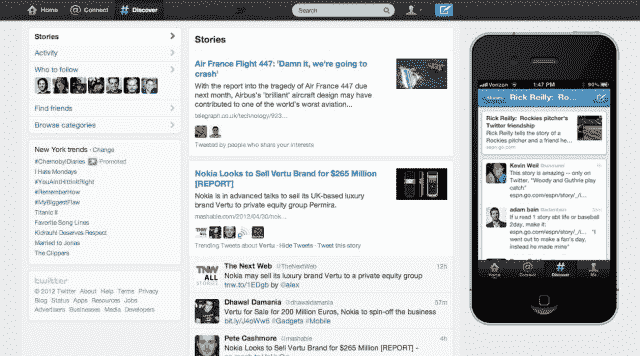 Home
Connect
Discover
Search
Stories
Activity
Who to follow
Find friends
Browse categories
New York trends · Change
#ChernobylDiaries Promoted
I Hate Mondays
#YouAintHittinItRight
#RememberHow
#MyBiggestFlaw
Titanic II
Favorite Song Lines
Kidrauhl Deserves Respect
Married to Jonas
The Clippers
twitter
© 2012 Twitter About Help Terms Privacy
Blog Status Apps Resources Jobs
Advertisers Businesses Media Developers
Stories
Air France Flight 447: 'Damn it, we're going to
crash'
With the report into the tragedy of Air France 447 due
next month, Airbus's 'brilliant' aircraft design may have
contributed to one of the world's worst aviation...
telegraph.co.uk/technology/923...
Tweeted by people who share your interests
Nokia Looks to Sell Vertu Brand for $265 Million
[REPORT]
Nokia is in advanced talks to sell its UK-based luxury
brand Vertu to private equity group Permira.
mashable.com/2012/04/30/nok...
Trending Tweets about Vertu · Hide Tweets · Tweet this story
TNW
ALL
STORIES
The Next Web @TheNextWeb 12h
Nokia may sell its luxury brand Vertu to a private equity group
tnw.to/1EDgb by @alex
Dhawal Damania @dhawaldamania 57m
Vertu for Sale for 200 Million Euros, Nokia to spin-off the business
bit.ly/J4oWw6 #Gadgets #Mobile
Pete Cashmore @mashable 4h
Nokia Looks to Sell Vertu Brand for $265 Million [REPORT] -
Verizon 1:47 PM 90%
Rick Reilly: Ro...
Rick Reilly: Rockies pitcher's
Twitter friendship
Rick Reilly tells the story of a
Rockies pitcher and a friend he...
espn.go.com
Kevin Weil
This story is amazing -- only on
Twitter. "Woody and Guthrie play
catch"
espn.go.com/espn/story/_/i...
adam bain
If u read 1 story abt life or baseball
2day, make it:
espn.go.com/espn/story/_/i... "I
went out to make a fan's day,
instead he made mine"
Home Connect Discover Me